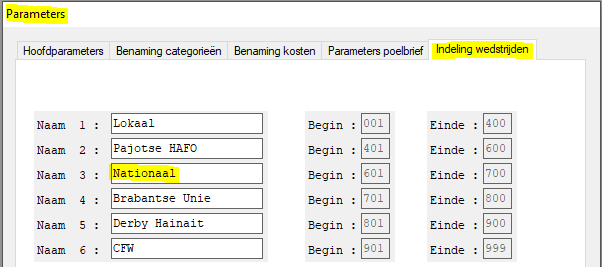 Parameters
Hoofdparameters Benaming categorieën Benaming kosten Parameters poelbrief Indeling wedstrijden
Naam 1 : Lokaal Begin : 001 Einde : 400
Naam 2 : Pajotse HAFO Begin : 401 Einde : 600
Naam 3 : Nationaal Begin : 601 Einde : 700
Naam 4 : Brabantse Unie Begin : 701 Einde : 800
Naam 5 : Derby Hainait Begin : 801 Einde : 900
Naam 6 : CFW Begin : 901 Einde : 999